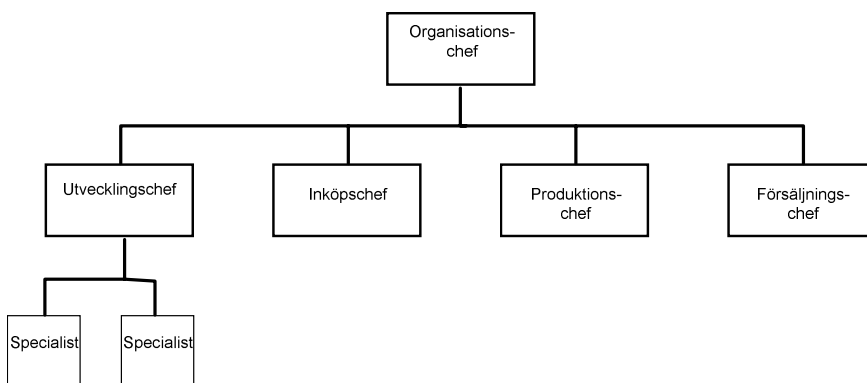 Organisations-
chef
Utvecklingschef
Inköpschef
Produktions-
chef
Försäljnings-
chef
Specialist
Specialist